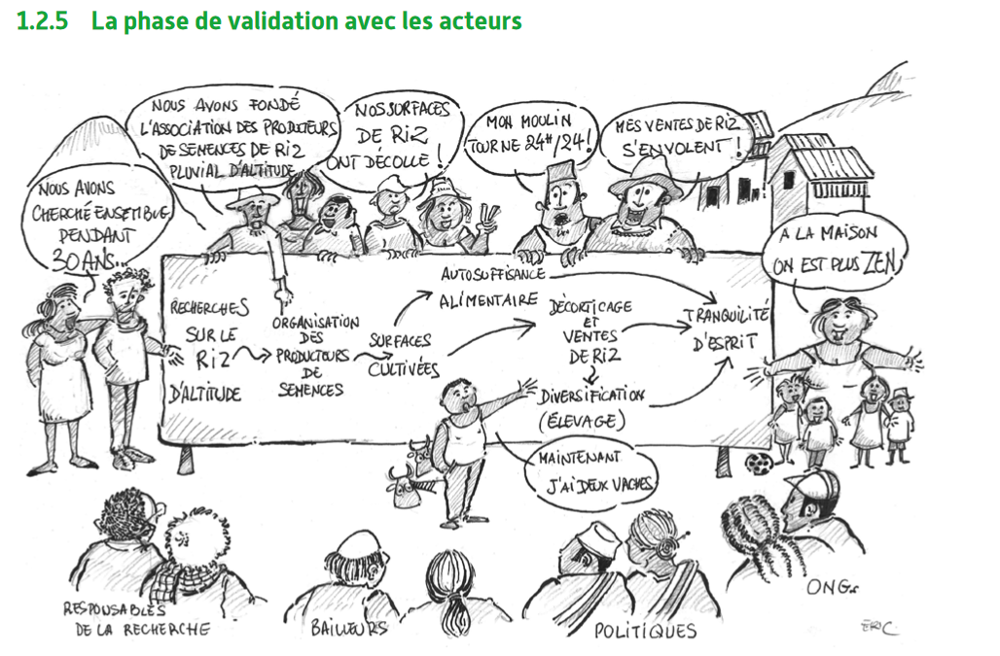 1.2.5 La phase de validation avec les acteurs
NOUS AVONS
CHERCHÉ ENSEMBLE
PENDANT
30 ANS...
NOUS AVONS FONDÉ
L'ASSOCIATION DES PRODUCTEURS
DE SEMENCES DE RIZ
PLUVIAL D'ALTITUDE
NOS SURFACES
DE RIZ
ONT DÉCOLLÉ !
MON MOULIN
TOURNE 24H/24 !
MES VENTES DE RIZ
S'ENVOLENT !
A LA MAISON
ON EST PLUS ZEN
RECHERCHES
SUR LE
RIZ
D'ALTITUDE
ORGANISATION
DES
PRODUCTEURS
DE
SEMENCES
SURFACES
CULTIVÉES
AUTOSUFFISANCE
ALIMENTAIRE
DÉCORTICAGE
ET
VENTES
DE RIZ
DIVERSIFICATION
(ÉLEVAGE)
TRANQUILITÉ
D'ESPRIT
MAINTENANT
J'AI DEUX VACHES
RESPONSABLES
DE LA RECHERCHE
BAILLEURS
POLITIQUES
ONGs
ERIC